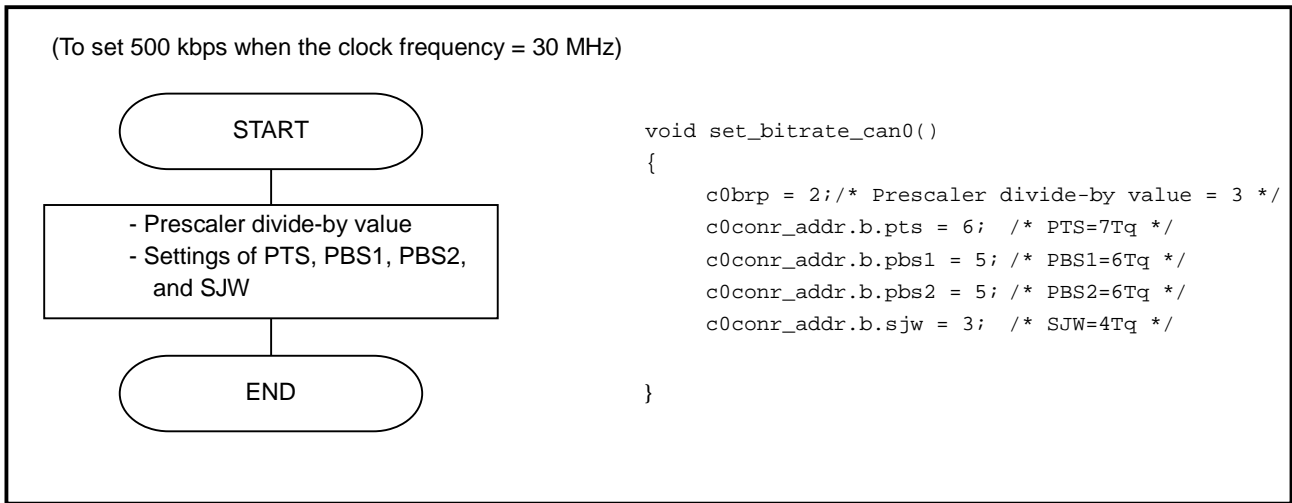 (To set 500 kbps when the clock frequency = 30 MHz)
START
- Prescaler divide-by value
- Settings of PTS, PBS1, PBS2,
and SJW
END
void set_bitrate_can0()
{
c0brp = 2;/* Prescaler divide-by value = 3 */
c0conr_addr.b.pts = 6; /* PTS=7Tq */
c0conr_addr.b.pbs1 = 5; /* PBS1=6Tq */
c0conr_addr.b.pbs2 = 5; /* PBS2=6Tq */
c0conr_addr.b.sjw = 3; /* SJW=4Tq */
}